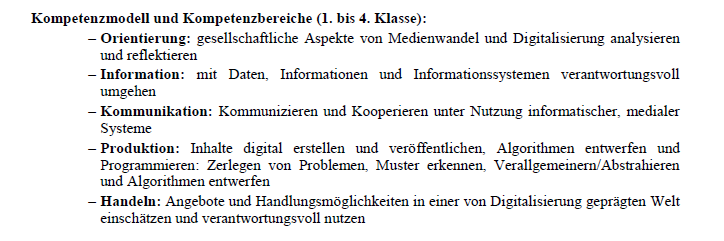 Kompetenzmodell und Kompetenzbereiche (1. bis 4. Klasse):
– Orientierung: gesellschaftliche Aspekte von Medienwandel und Digitalisierung analysieren
und reflektieren
– Information: mit Daten, Informationen und Informationssystemen verantwortungsvoll
umgehen
– Kommunikation: Kommunizieren und Kooperieren unter Nutzung informatischer, medialer
Systeme
– Produktion: Inhalte digital erstellen und veröffentlichen, Algorithmen entwerfen und
Programmieren: Zerlegen von Problemen, Muster erkennen, Verallgemeinern/Abstrahieren
und Algorithmen entwerfen
– Handeln: Angebote und Handlungsmöglichkeiten in einer von Digitalisierung geprägten Welt
einschätzen und verantwortungsvoll nutzen